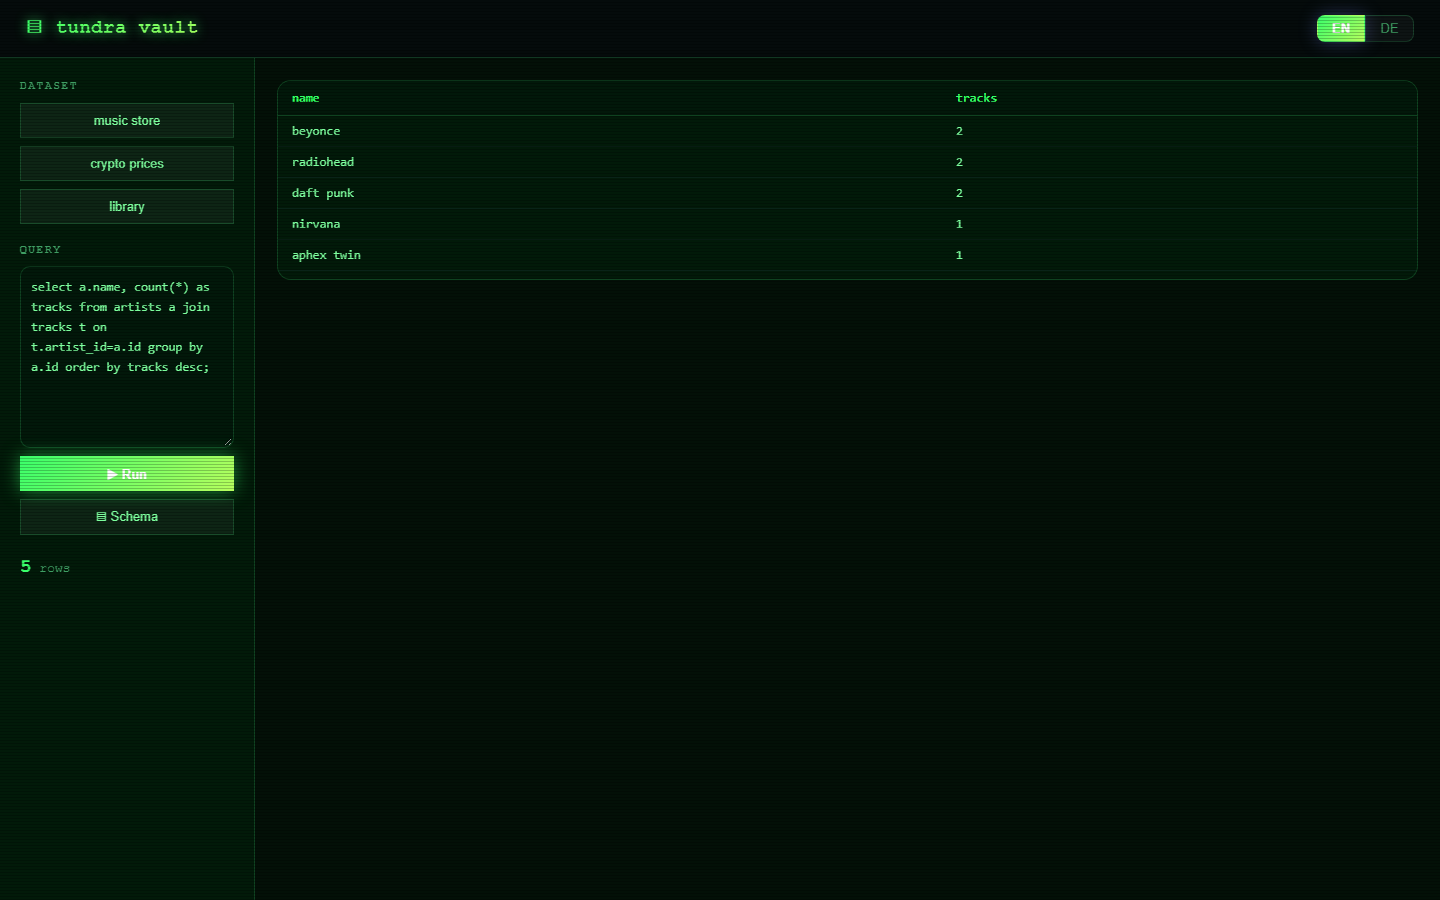 tundra vault
EN DE
DATASET
music store
crypto prices
library
QUERY
select a.name, count(*) as
tracks from artists a join
tracks t on
t.artist_id=a.id group by
a.id order by tracks desc;
▶ Run
▤ Schema
5 rows
name tracks
beyonce 2
radiohead 2
daft punk 2
nirvana 1
aphex twin 1